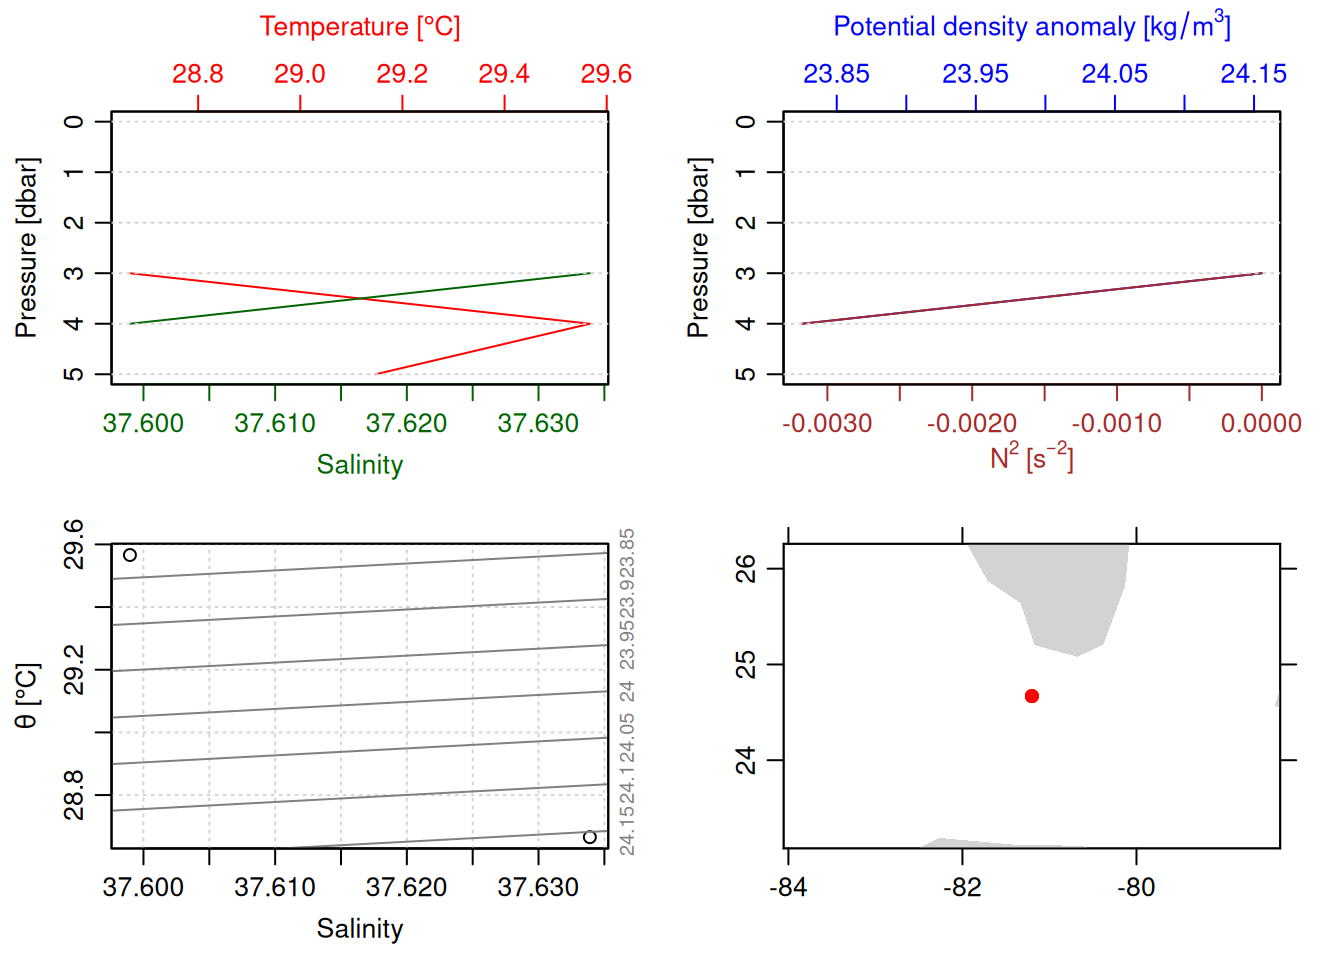 Temperature [°C]
28.8 29.0 29.2 29.4 29.6
Pressure [dbar]
0
1
2
3
4
5
37.600 37.610 37.620 37.630
Salinity
Potential density anomaly [kg/m³]
23.85 23.95 24.05 24.15
Pressure [dbar]
0
1
2
3
4
5
-0.0030 -0.0020 -0.0010 0.0000
N² [s⁻²]
θ [°C]
29.6
29.2
28.8
23.85
23.9
23.95
24
24.05
24.1
24.15
37.600 37.610 37.620 37.630
Salinity
26
25
24
-84 -82 -80